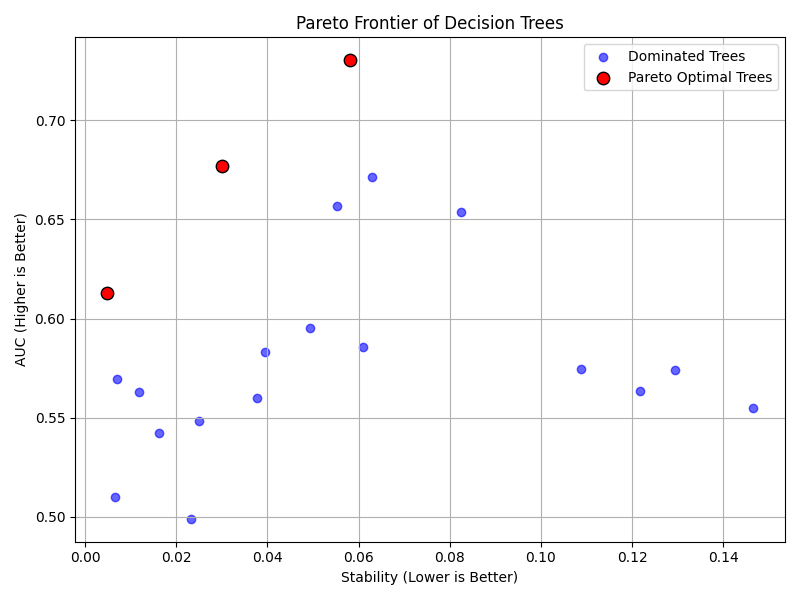 Pareto Frontier of Decision Trees
Dominated Trees
Pareto Optimal Trees
AUC (Higher is Better)
0.70
0.65
0.60
0.55
0.50
0.00 0.02 0.04 0.06 0.08 0.10 0.12 0.14
Stability (Lower is Better)